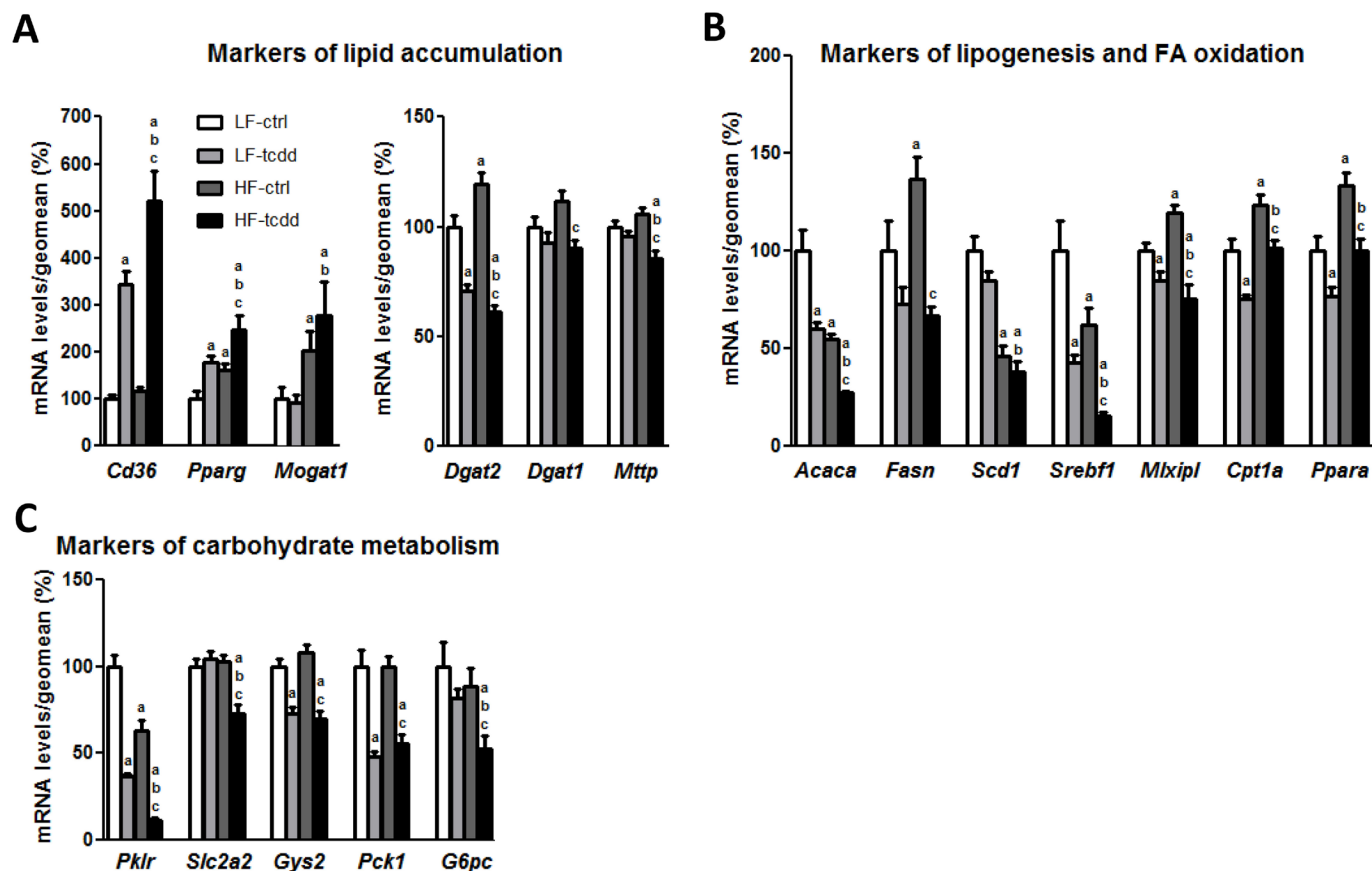 A
Markers of lipid accumulation
mRNA levels/geomean (%)
700
600
500
400
300
200
100
0
LF-ctrl
LF-tcdd
HF-ctrl
HF-tcdd
a
a
b
c
a
a
a
b
c
a
a
b
Cd36 Pparg Mogat1
mRNA levels/geomean (%)
150
100
50
0
a
a
a
b
c
c
a
b
c
Dgat2 Dgat1 Mttp
B
Markers of lipogenesis and FA oxidation
mRNA levels/geomean (%)
200
150
100
50
0
a
a
a
b
c
a
c
a
a
b
a
a
a
b
c
a
a
a
b
c
a
a
b
c
a
a
b
c
Acaca Fasn Scd1 Srebf1 Mlxipl Cpt1a Ppara
C
Markers of carbohydrate metabolism
mRNA levels/geomean (%)
150
100
50
0
a
a
a
b
c
a
b
c
a
a
c
a
a
c
a
b
c
Pklr Slc2a2 Gys2 Pck1 G6pc